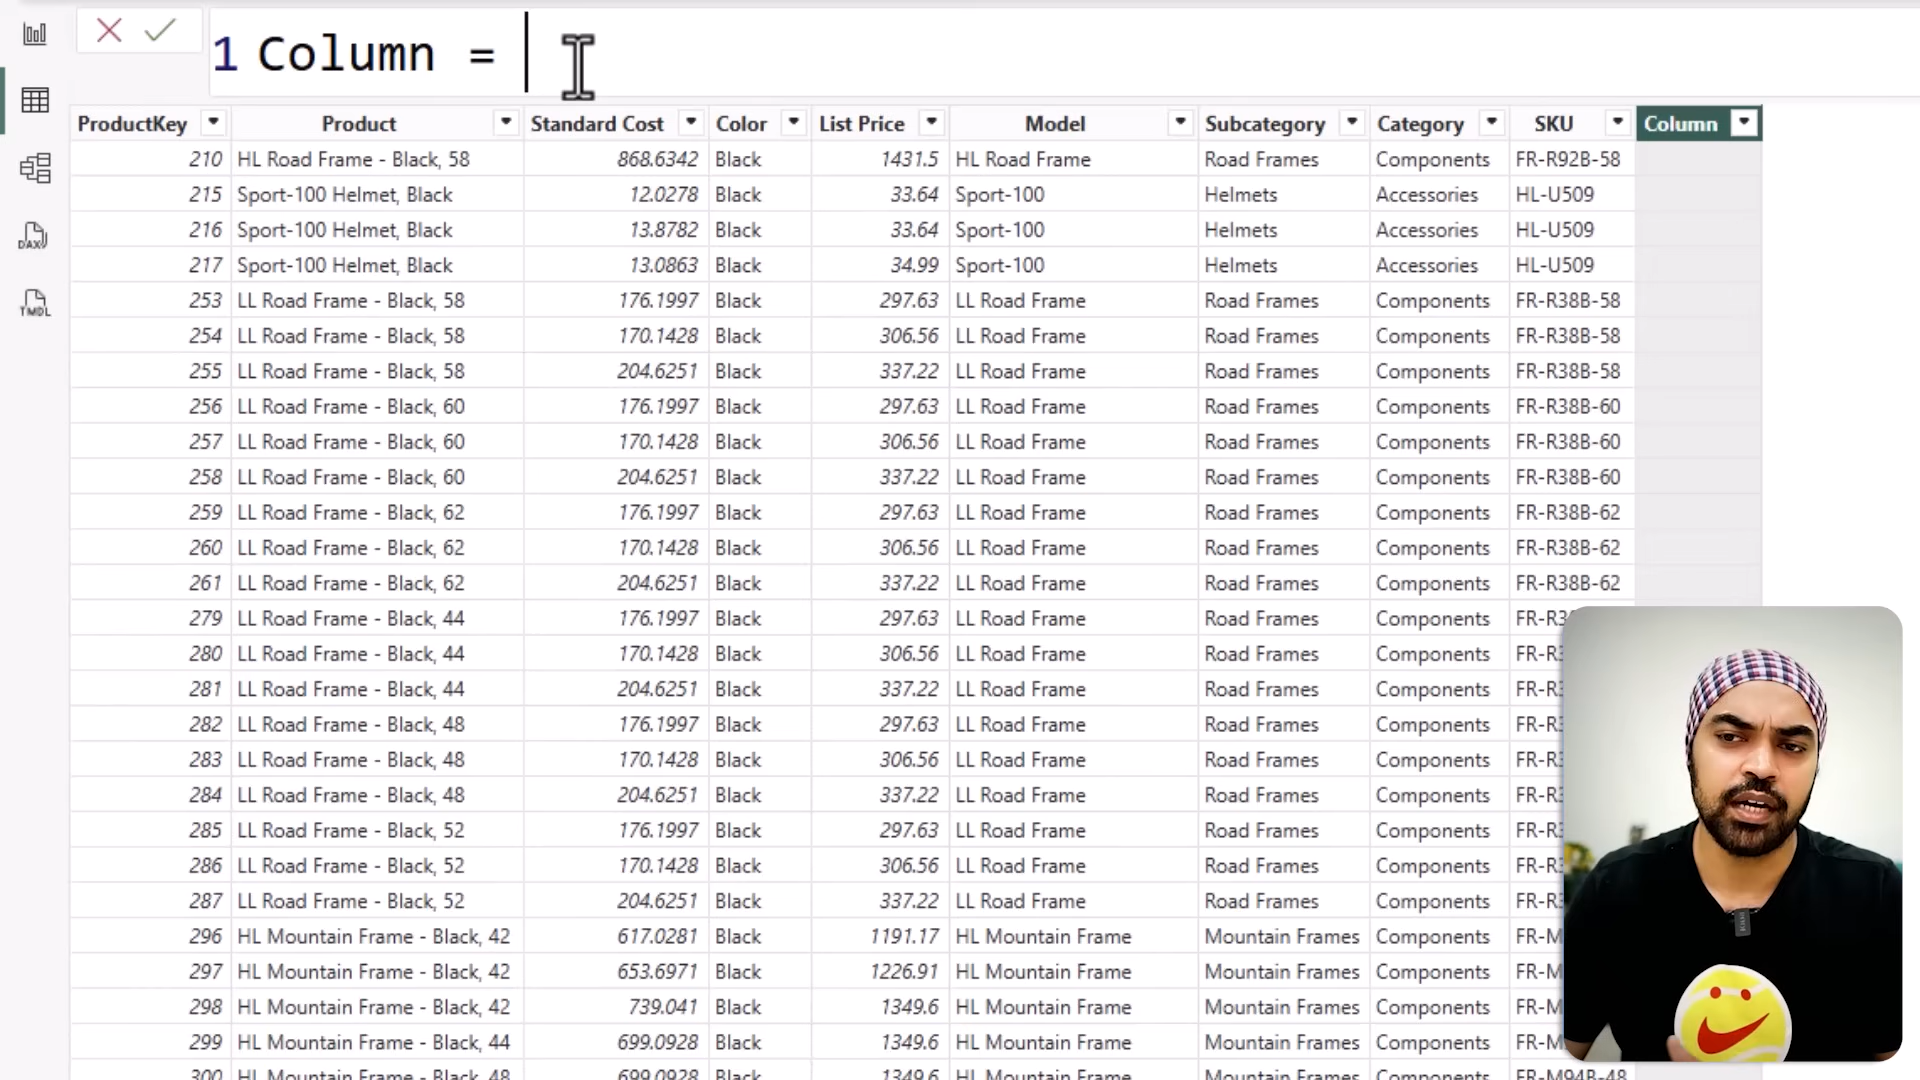 1 Column =
ProductKey Product Standard Cost Color List Price Model Subcategory Category SKU Column
210 HL Road Frame - Black, 58 868.6342 Black 1431.5 HL Road Frame Road Frames Components FR-R92B-58
215 Sport-100 Helmet, Black 12.0278 Black 33.64 Sport-100 Helmets Accessories HL-U509
216 Sport-100 Helmet, Black 13.8782 Black 33.64 Sport-100 Helmets Accessories HL-U509
217 Sport-100 Helmet, Black 13.0863 Black 34.99 Sport-100 Helmets Accessories HL-U509
253 LL Road Frame - Black, 58 176.1997 Black 297.63 LL Road Frame Road Frames Components FR-R38B-58
DAX
254 LL Road Frame - Black, 58 170.1428 Black 306.56 LL Road Frame Road Frames Components FR-R38B-58
TMDL
255 LL Road Frame - Black, 58 204.6251 Black 337.22 LL Road Frame Road Frames Components FR-R38B-58
256 LL Road Frame - Black, 60 176.1997 Black 297.63 LL Road Frame Road Frames Components FR-R38B-60
257 LL Road Frame - Black, 60 170.1428 Black 306.56 LL Road Frame Road Frames Components FR-R38B-60
258 LL Road Frame - Black, 60 204.6251 Black 337.22 LL Road Frame Road Frames Components FR-R38B-60
259 LL Road Frame - Black, 62 176.1997 Black 297.63 LL Road Frame Road Frames Components FR-R38B-62
260 LL Road Frame - Black, 62 170.1428 Black 306.56 LL Road Frame Road Frames Components FR-R38B-62
261 LL Road Frame - Black, 62 204.6251 Black 337.22 LL Road Frame Road Frames Components FR-R38B-62
279 LL Road Frame - Black, 44 176.1997 Black 297.63 LL Road Frame Road Frames Components
280 LL Road Frame - Black, 44 170.1428 Black 306.56 LL Road Frame Road Frames Components
281 LL Road Frame - Black, 44 204.6251 Black 337.22 LL Road Frame Road Frames Components
282 LL Road Frame - Black, 48 176.1997 Black 297.63 LL Road Frame Road Frames Components
283 LL Road Frame - Black, 48 170.1428 Black 306.56 LL Road Frame Road Frames Components
284 LL Road Frame - Black, 48 204.6251 Black 337.22 LL Road Frame Road Frames Components
285 LL Road Frame - Black, 52 176.1997 Black 297.63 LL Road Frame Road Frames Components
286 LL Road Frame - Black, 52 170.1428 Black 306.56 LL Road Frame Road Frames Components
287 LL Road Frame - Black, 52 204.6251 Black 337.22 LL Road Frame Road Frames Components
296 HL Mountain Frame - Black, 42 617.0281 Black 1191.17 HL Mountain Frame Mountain Frames Components
297 HL Mountain Frame - Black, 42 653.6971 Black 1226.91 HL Mountain Frame Mountain Frames Components
298 HL Mountain Frame - Black, 42 739.041 Black 1349.6 HL Mountain Frame Mountain Frames Components
299 HL Mountain Frame - Black, 44 699.0928 Black 1349.6 HL Mountain Frame Mountain Frames Components
300 HL Mountain Frame - Black, 48 699.0928 Black 1349.6 HL Mountain Frame Mountain Frames Components FR-M94B-48